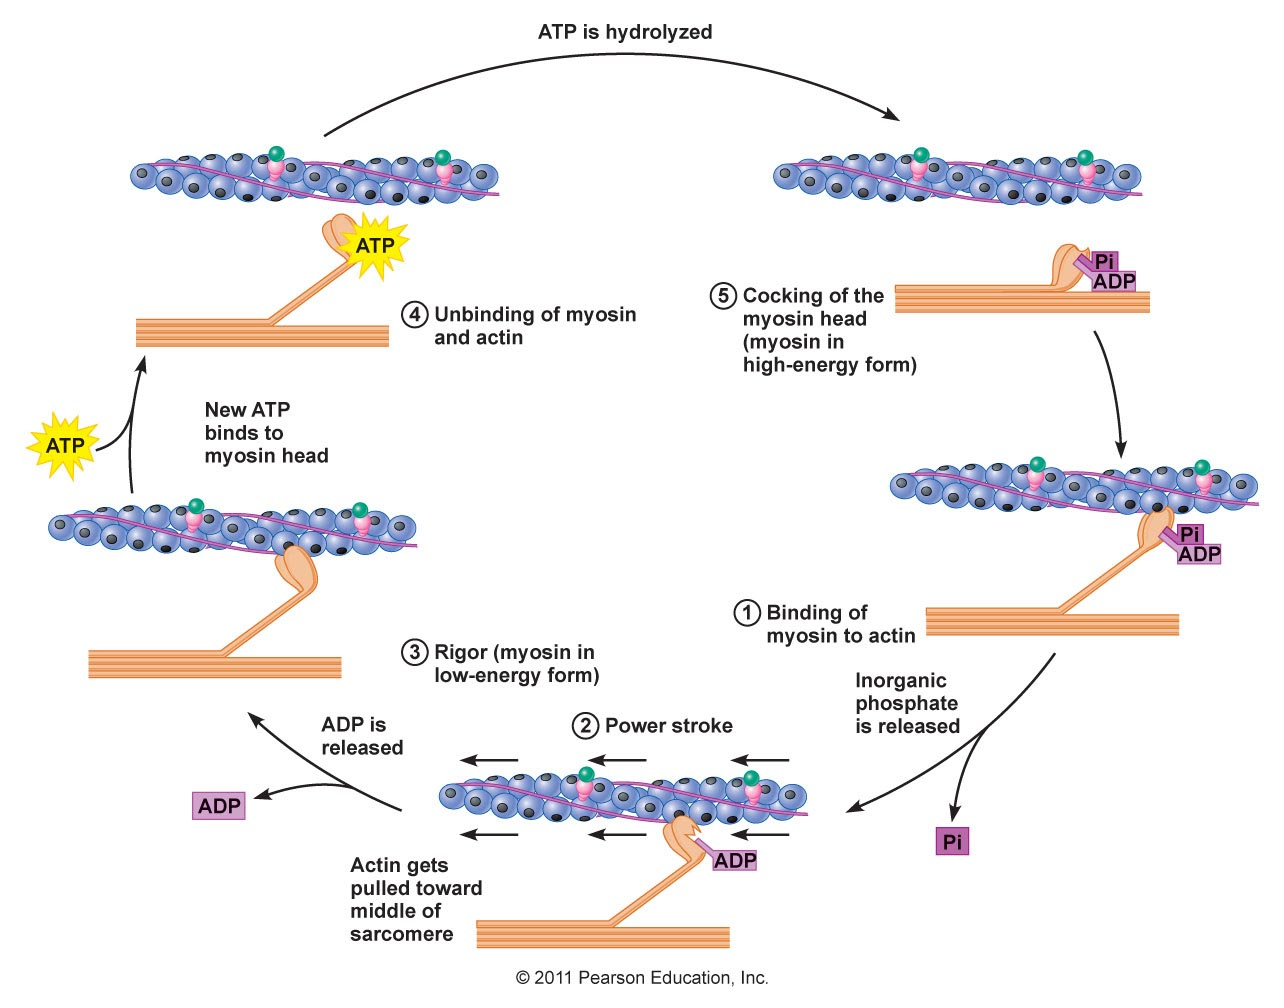 ATP is hydrolyzed
ATP
④ Unbinding of myosin
and actin
Pi
ADP
⑤ Cocking of the
myosin head
(myosin in
high-energy form)
New ATP
binds to
myosin head
ATP
Pi
ADP
① Binding of
myosin to actin
③ Rigor (myosin in
low-energy form)
Inorganic
phosphate
is released
ADP is
released
② Power stroke
ADP
Pi
ADP
Actin gets
pulled toward
middle of
sarcomere
© 2011 Pearson Education, Inc.